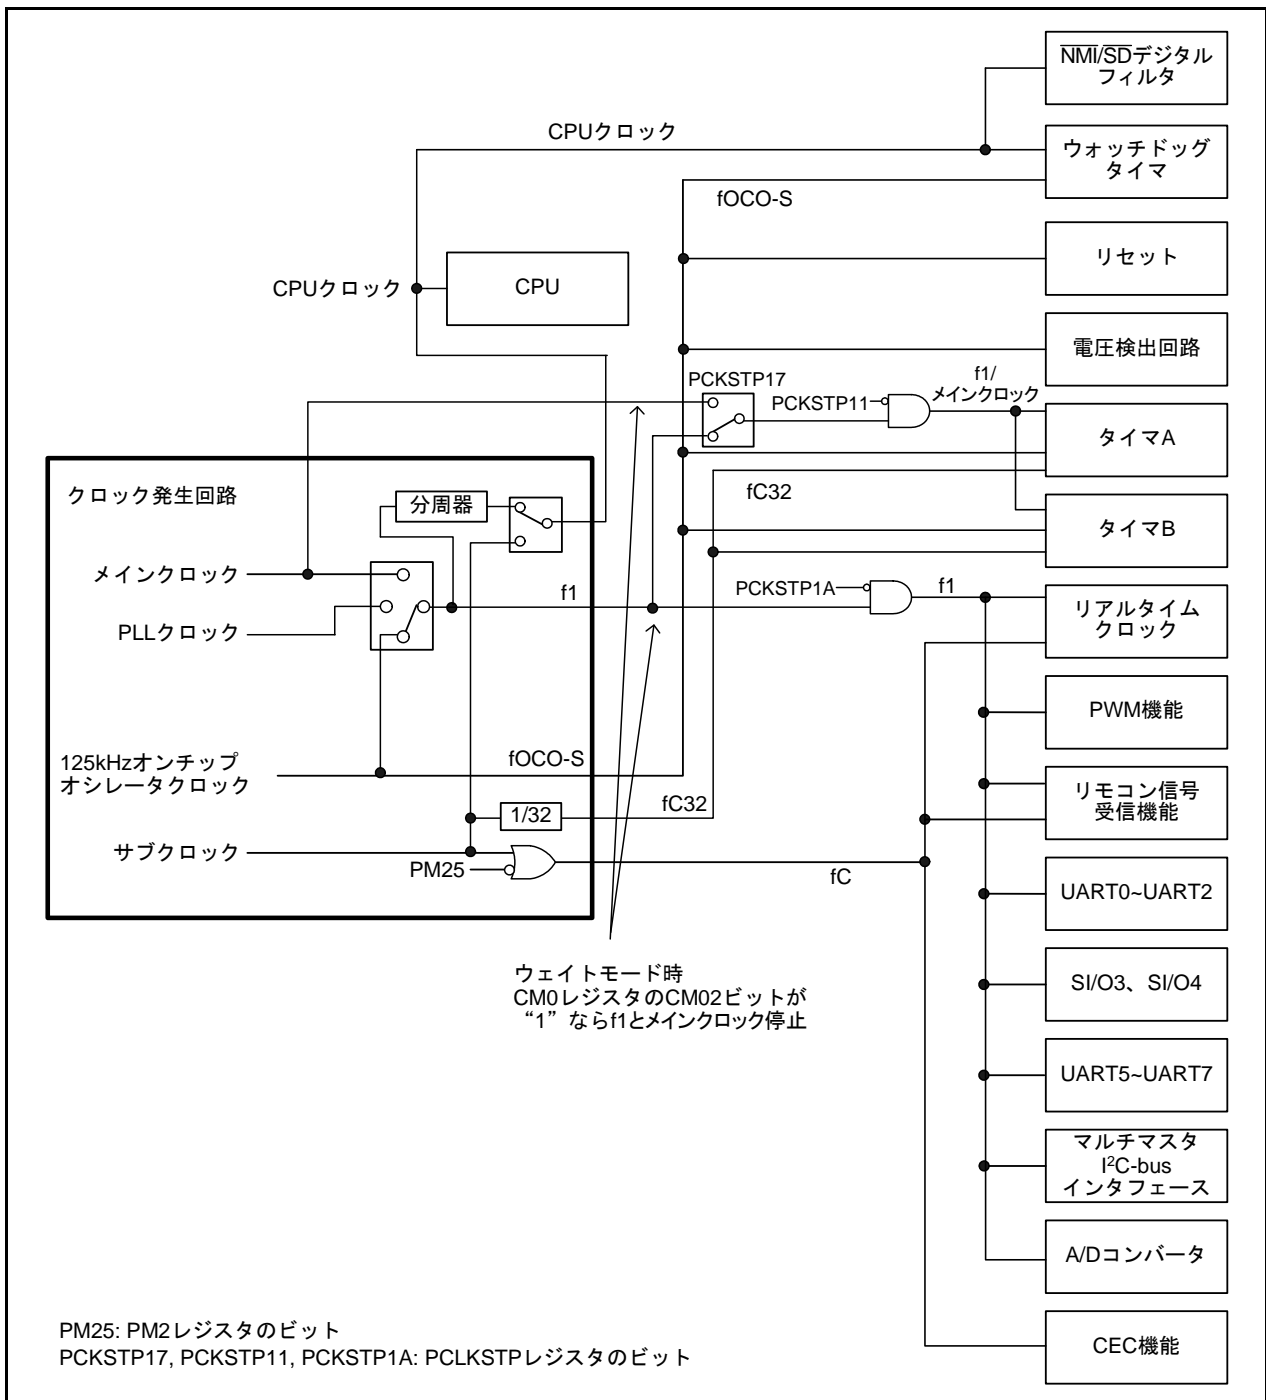 NMI/SDデジタル
フィルタ
CPUクロック
ウォッチドッグ
タイマ
fOCO-S
リセット
CPUクロック
CPU
電圧検出回路
PCKSTP17
PCKSTP11
f1/
メインクロック
タイマA
クロック発生回路
fC32
分周器
タイマB
メインクロック
PCKSTP1A
f1
f1
リアルタイム
クロック
PLLクロック
PWM機能
125kHzオンチップ
オシレータクロック
fOCO-S
リモコン信号
受信機能
1/32
fC32
サブクロック
PM25
fC
UART0~UART2
ウェイトモード時
CM0レジスタのCM02ビットが
“1”ならf1とメインクロック停止
SI/O3、SI/O4
UART5~UART7
マルチマスタ
I²C-bus
インタフェース
A/Dコンバータ
CEC機能
PM25: PM2レジスタのビット
PCKSTP17, PCKSTP11, PCKSTP1A: PCLKSTPレジスタのビット